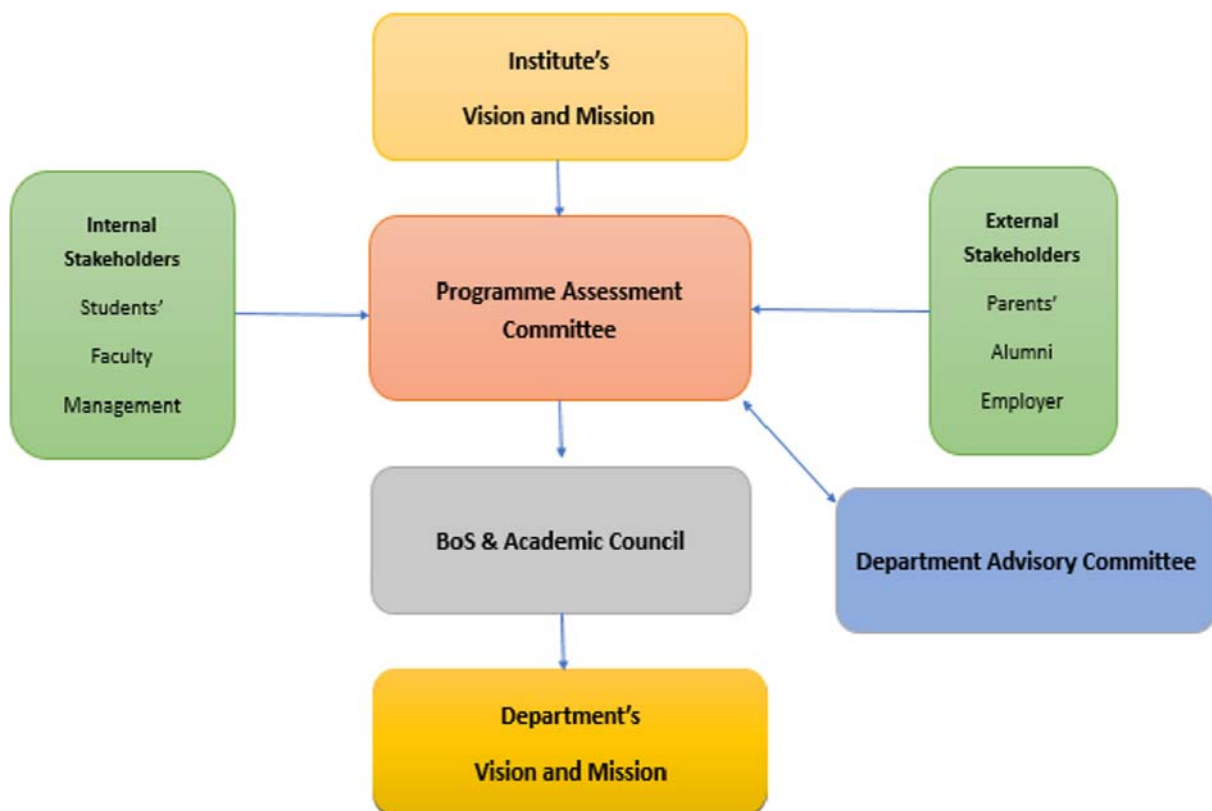 Institute's
Vision and Mission
Internal
Stakeholders
Students'
Faculty
Management
Programme Assessment
Committee
External
Stakeholders
Parents'
Alumni
Employer
BoS & Academic Council
Department Advisory Committee
Department's
Vision and Mission